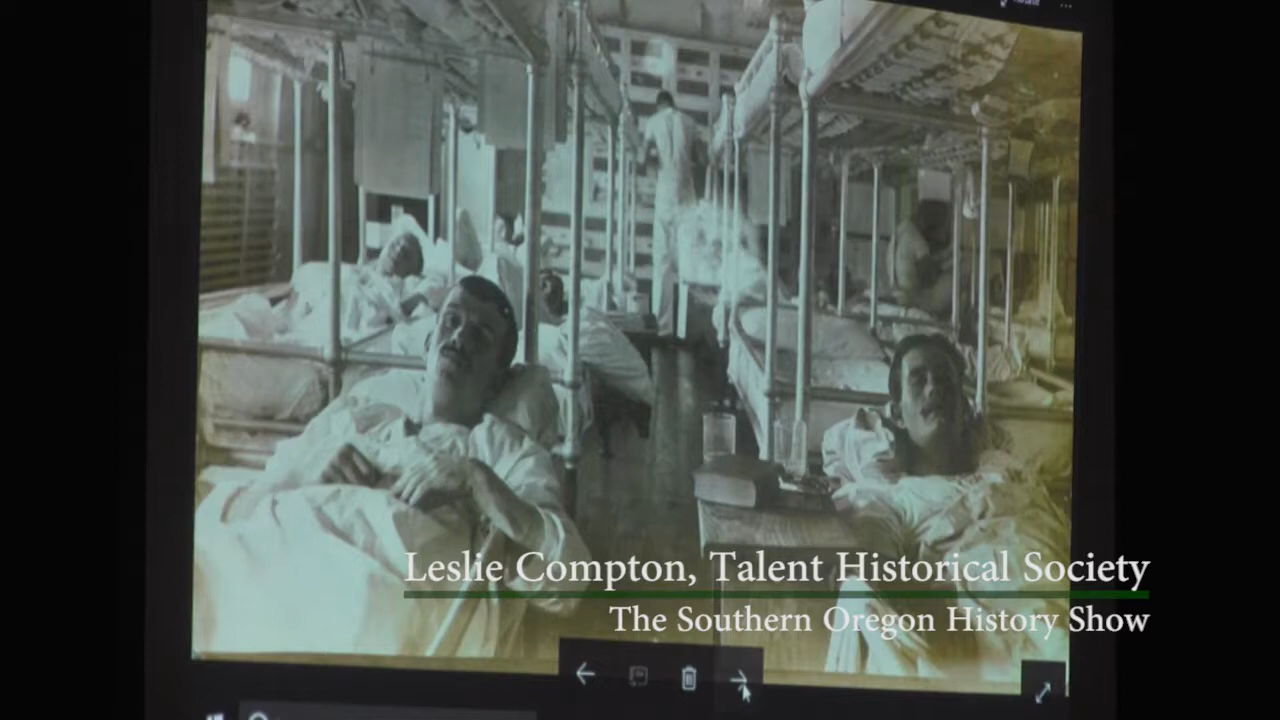 Leslie Compton, Talent Historical Society
The Southern Oregon History Show